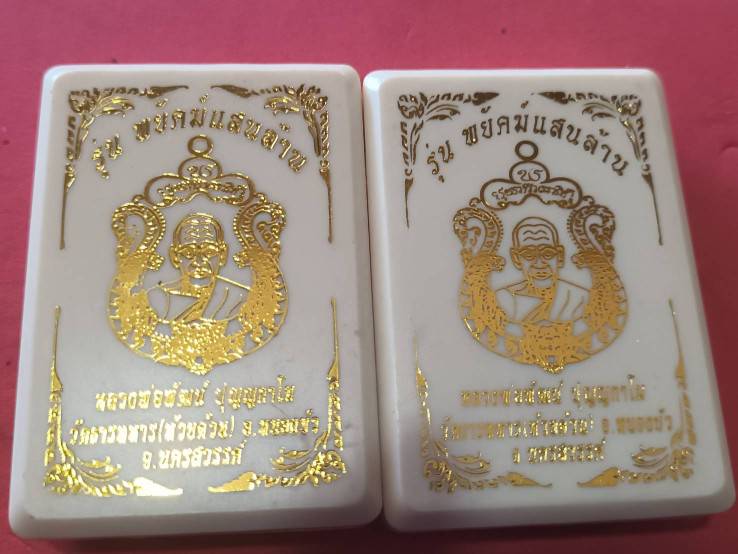 รุ่น พยัคฆ์แสนล้าน
หลวงพ่อพัฒน์ ปุญญกาโม
วัดธารทหาร(ห้วยด้วน) อ.หนองบัว
จ.นครสวรรค์
รุ่น พยัคฆ์แสนล้าน
หลวงพ่อพัฒน์ ปุญญกาโม
วัดธารทหาร(ห้วยด้วน) อ.หนองบัว
จ.นครสวรรค์